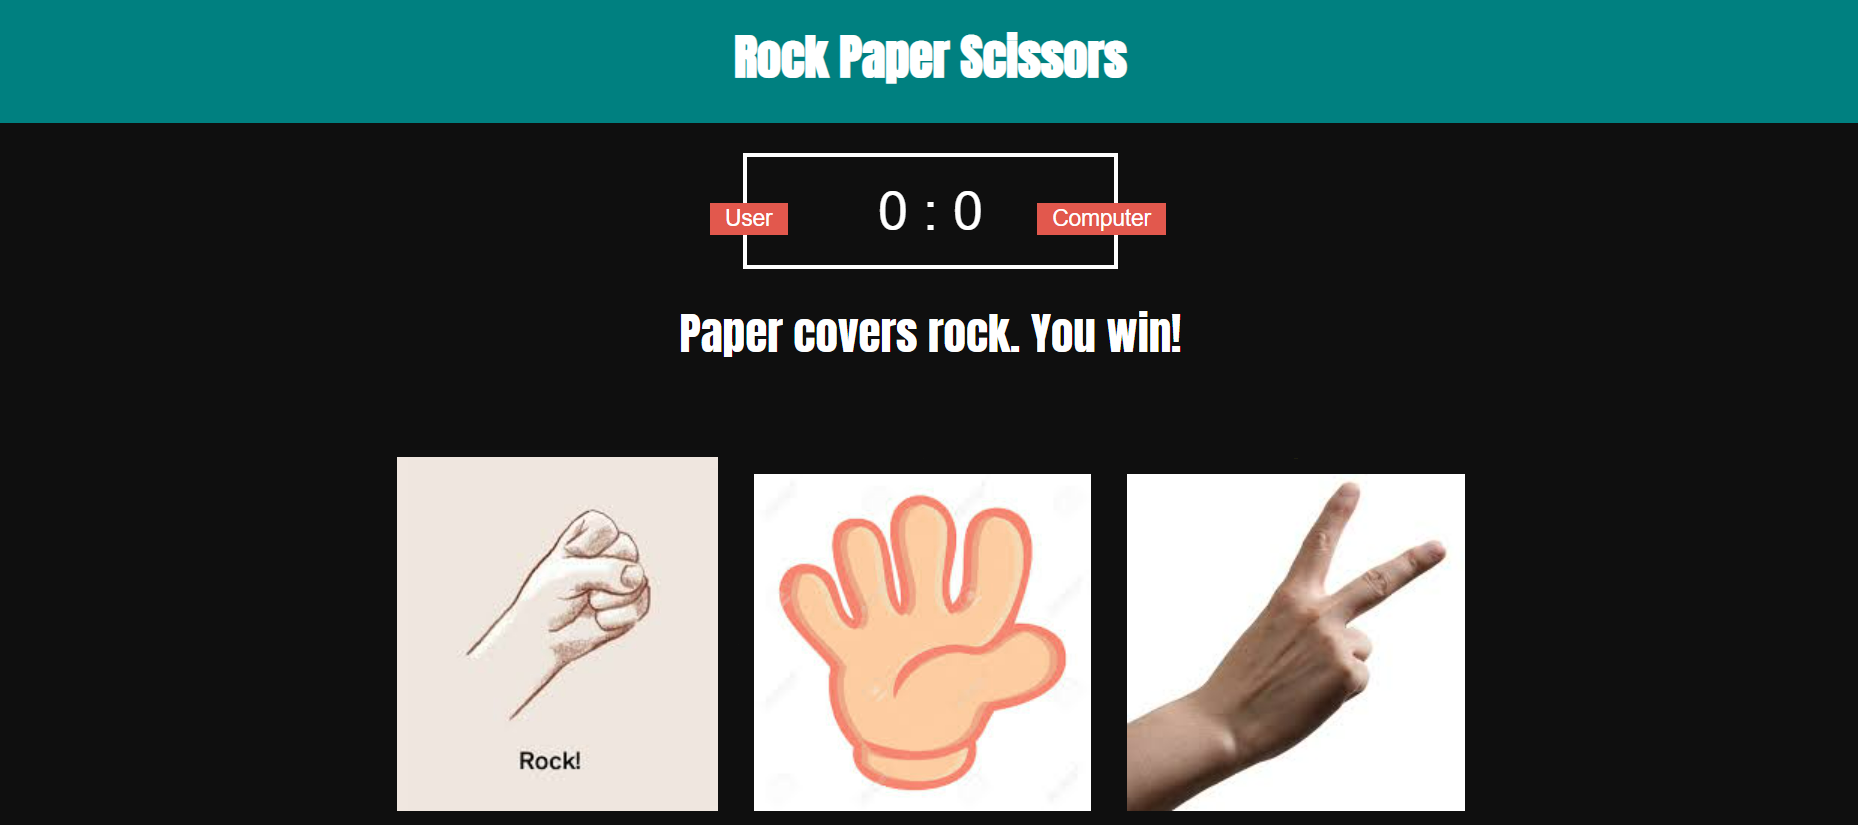 Rock Paper Scissors
User
0 : 0
Computer
Paper covers rock. You win!
Rock!